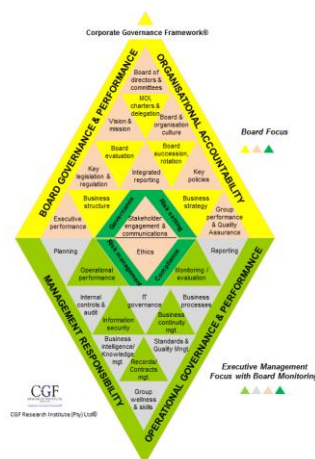 Corporate Governance Framework®
BOARD GOVERNANCE & PERFORMANCE
ORGANISATIONAL ACCOUNTABILITY
Board of
directors &
committees
MOI,
charters &
delegation
Vision &
mission
Board &
organisation
culture
Board
evaluation
Board
succession,
rotation
Board Focus
Key
legislation &
regulation
Integrated
reporting
Key
policies
Business
structure
Business
strategy
Executive
performance
Governance
Risk setting
Stakeholder
engagement &
communications
Group
performance &
Quality
Assurance
Planning
Ethics
Reporting
Risk management
Compliance
Operational
performance
Monitoring /
evaluation
Internal
controls &
audit
IT
governance
Business
processes
Information
security
Business
continuity
mgt.
Business
intelligence/
Knowledge
mgt.
Standards &
Quality Mngt.
Records/
Contracts
mgt.
Group
wellness
& skills
MANAGEMENT RESPONSIBILITY
OPERATIONAL GOVERNANCE & PERFORMANCE
Executive Management
Focus with Board Monitoring
CGF
CGF Research Institute (Pty) Ltd®